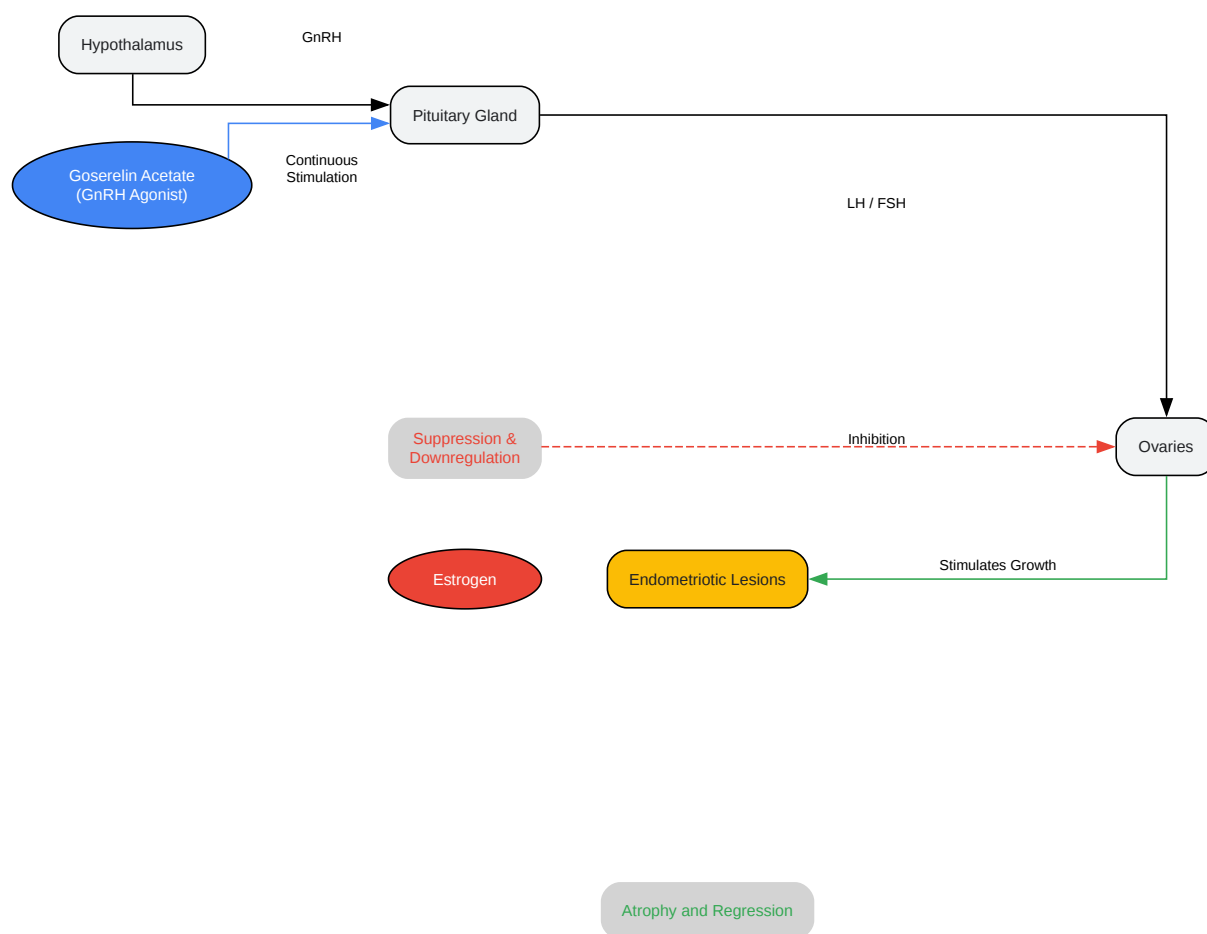 Hypothalamus
GnRH
Pituitary Gland
Continuous
Stimulation
Goserelin Acetate
(GnRH Agonist)
LH / FSH
Suppression &
Downregulation
Inhibition
Ovaries
Estrogen
Endometriotic Lesions
Stimulates Growth
Atrophy and Regression